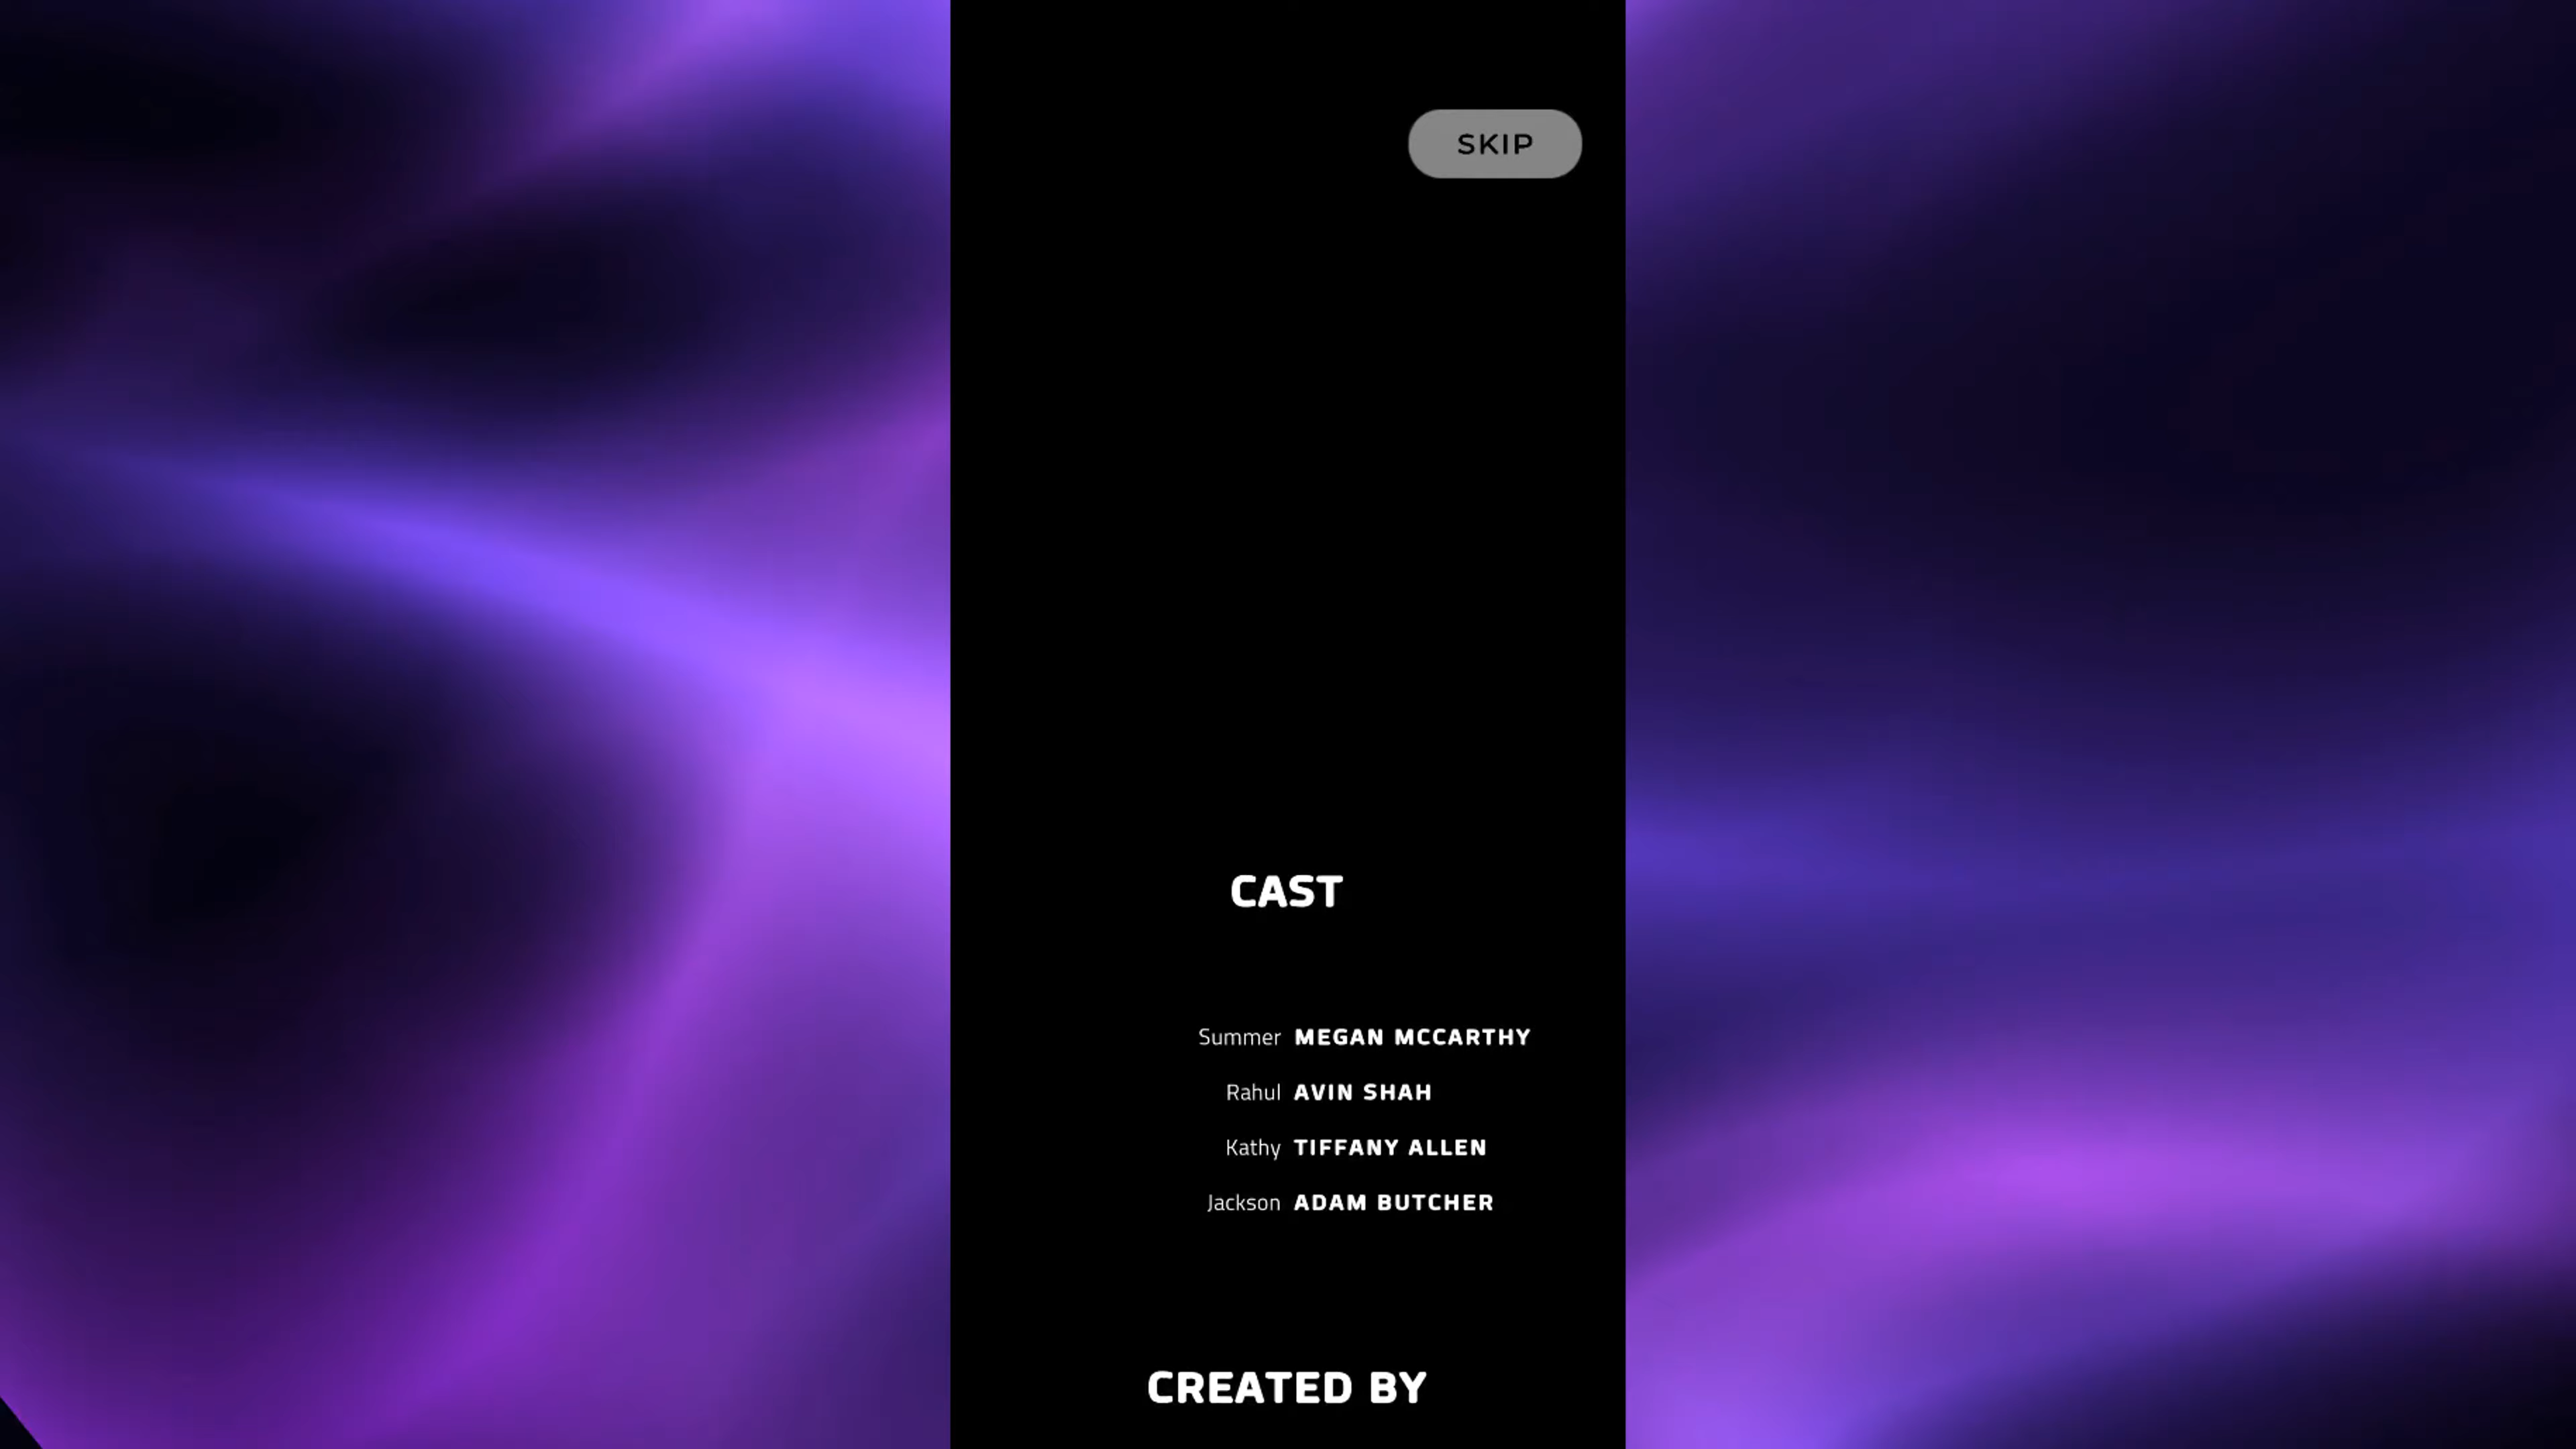 SKIP
CAST
Summer MEGAN MCCARTHY
Rahul AVIN SHAH
Kathy TIFFANY ALLEN
Jackson ADAM BUTCHER
CREATED BY